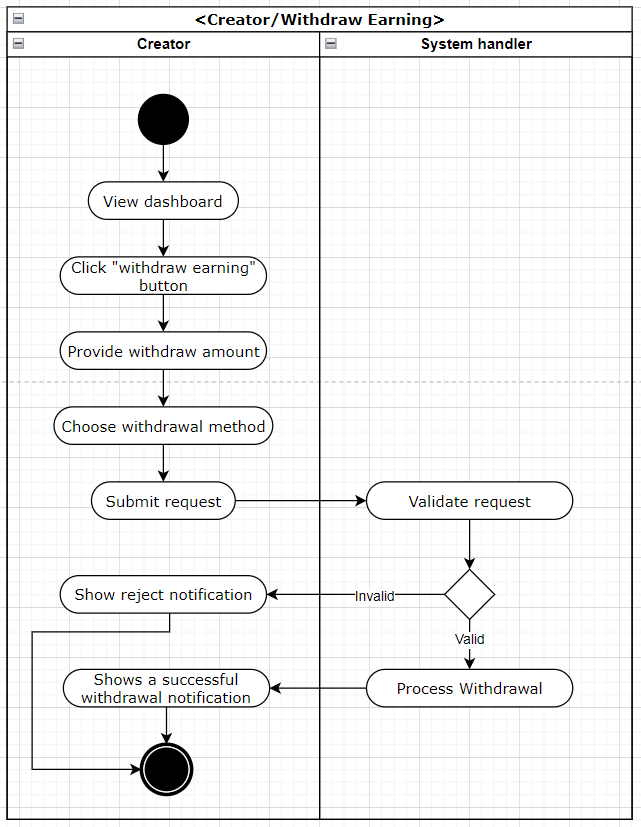 <Creator/Withdraw Earning>
Creator
System handler
View dashboard
Click "withdraw earning"
button
Provide withdraw amount
Choose withdrawal method
Submit request
Validate request
Show reject notification
Invalid
Valid
Shows a successful
withdrawal notification
Process Withdrawal